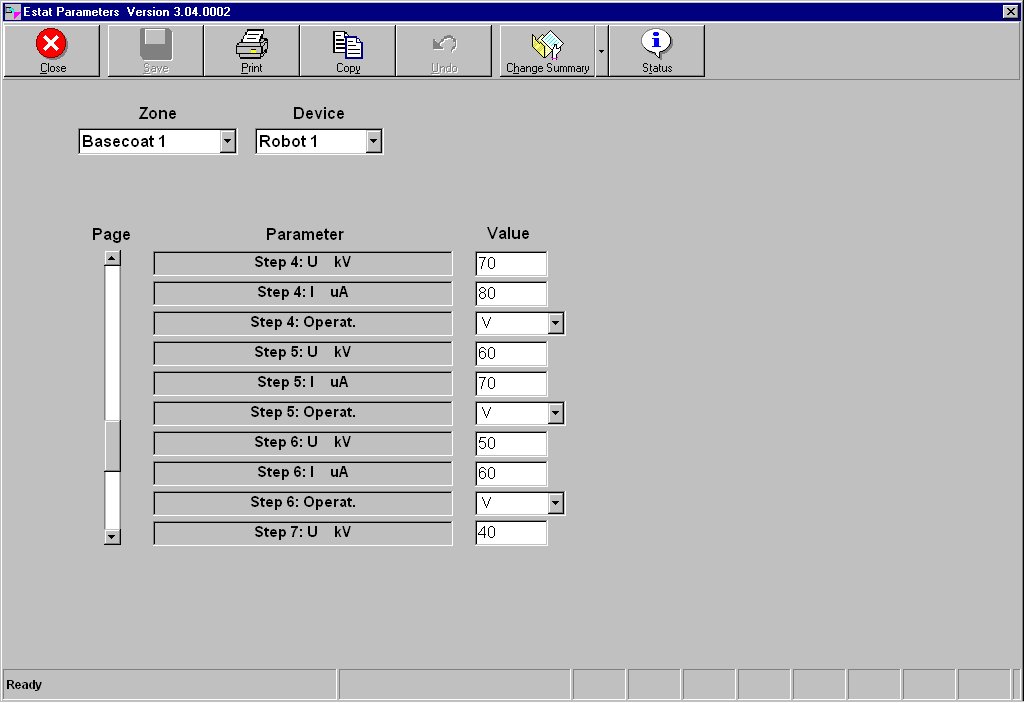 Estat Parameters Version 3.04.0002
Close Save Print Copy Undo Change Summary Status
Zone Device
Basecoat 1 Robot 1
Page Parameter Value
Step 4: U kV 70
Step 4: I uA 80
Step 4: Operat. V
Step 5: U kV 60
Step 5: I uA 70
Step 5: Operat. V
Step 6: U kV 50
Step 6: I uA 60
Step 6: Operat. V
Step 7: U kV 40
Ready